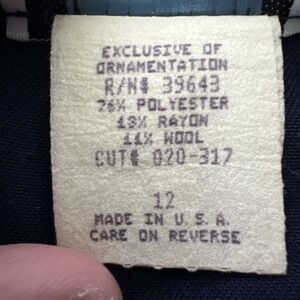 EXCLUSIVE OF
ORNAMENTATION
R/N# 39643
76% POLYESTER
13% RAYON
11% WOOL
CUT# 020-317
12
MADE IN U.S.A.
CARE ON REVERSE